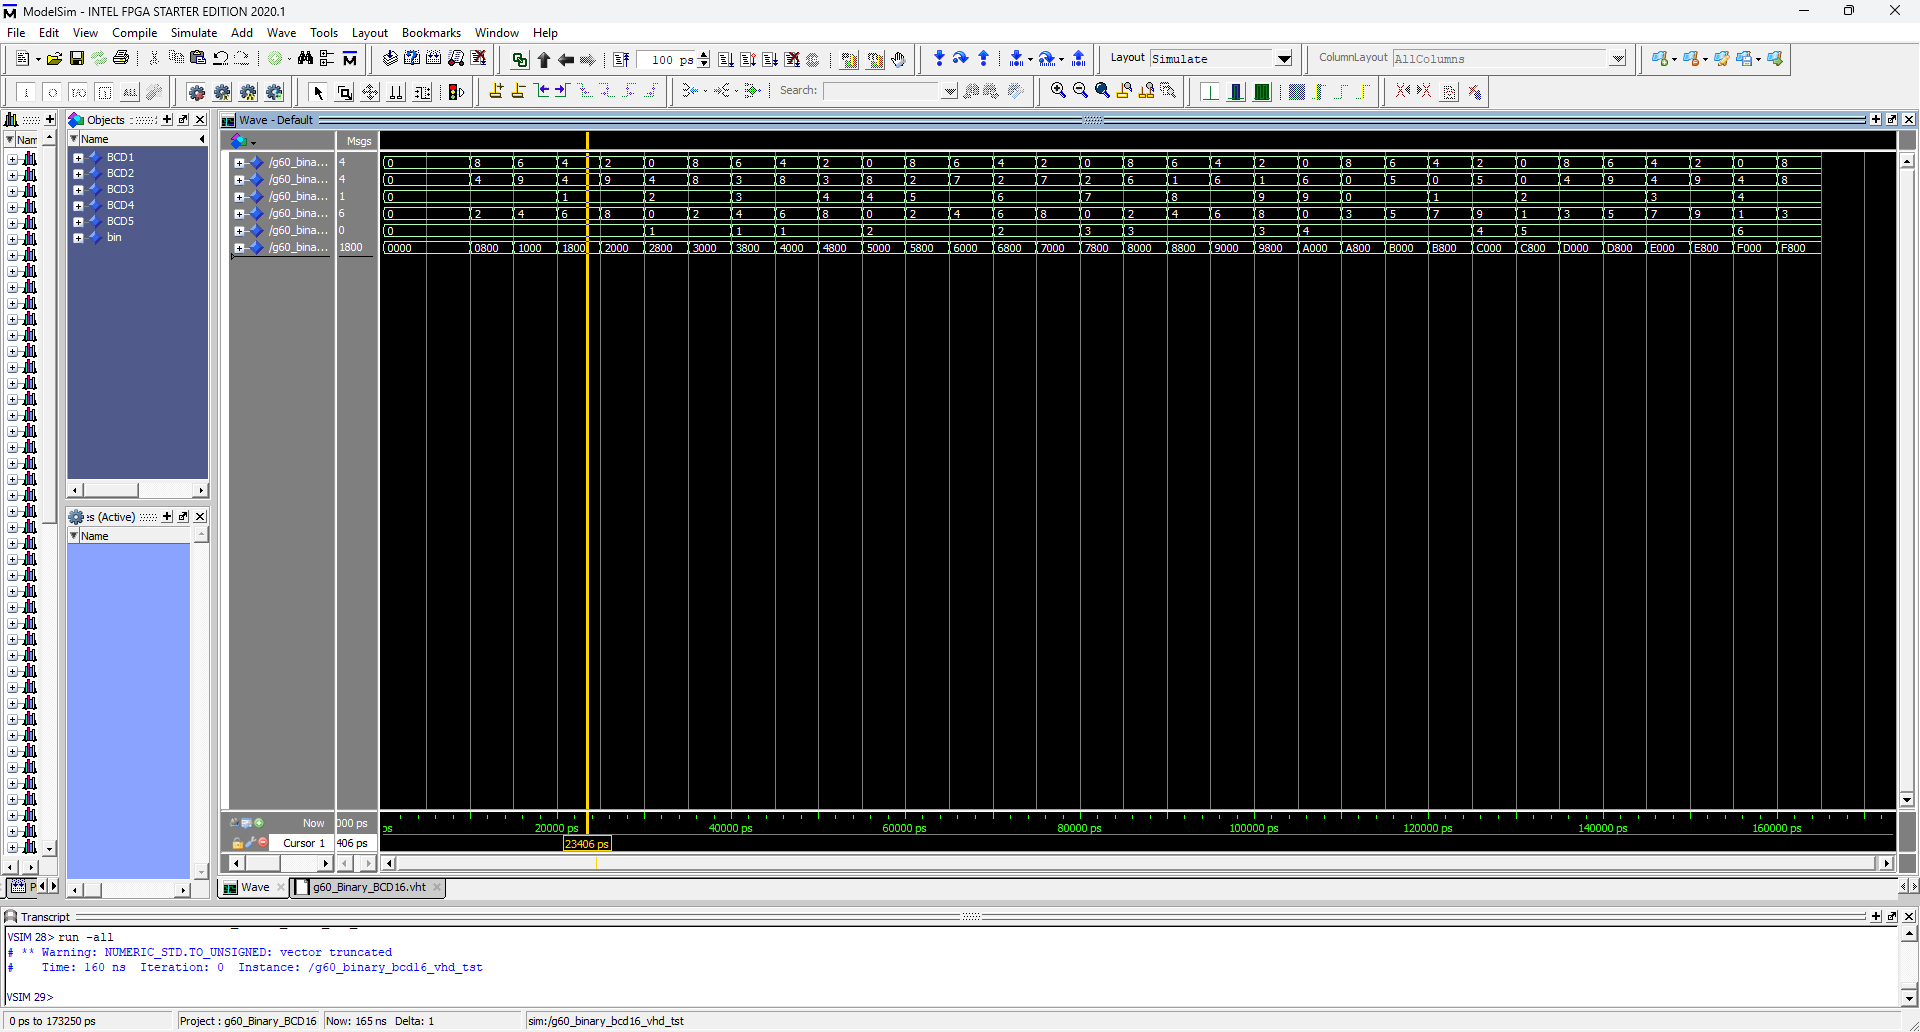 ModelSim - INTEL FPGA STARTER EDITION 2020.1
File Edit View Compile Simulate Add Wave Tools Layout Bookmarks Window Help
100 ps Layout Simulate ColumnLayout AllColumns
ALL Search:
Nam
Objects
Name
BCD1
BCD2
BCD3
BCD4
BCD5
bin
es (Active)
Name
Wave - Default
Msgs
/g60_bina... 4 0 8 6 4 2 0 8 6 4 2 0 8 6 4 2 0 8 6 4 2 0 8 6 4 2 0 8 6 4 2 0 8
/g60_bina... 4 0 4 9 4 9 4 8 3 8 3 8 2 7 2 7 2 6 1 6 1 6 0 5 0 5 0 4 9 4 9 4 8
/g60_bina... 1 0 1 2 3 4 4 5 6 7 8 9 9 0 1 2 3 4
/g60_bina... 6 0 2 4 6 8 0 2 4 6 8 0 2 4 6 8 0 2 4 6 8 0 3 5 7 9 1 3 5 7 9 1 3
/g60_bina... 0 0 1 1 1 2 2 3 3 3 4 4 5 6
/g60_bina... 1800 0000 0800 1000 1800 2000 2800 3000 3800 4000 4800 5000 5800 6000 6800 7000 7800 8000 8800 9000 9800 A000 A800 B000 B800 C000 C800 D000 D800 E000 E800 F000 F800
Now 000 ps ps 20000 ps 40000 ps 60000 ps 80000 ps 100000 ps 120000 ps 140000 ps 160000 ps
Cursor 1 406 ps 23406 ps
Wave g60_Binary_BCD16.vht
Transcript
VSIM 28> run -all
# ** Warning: NUMERIC_STD.TO_UNSIGNED: vector truncated
# Time: 160 ns Iteration: 0 Instance: /g60_binary_bcd16_vhd_tst
VSIM 29>
0 ps to 173250 ps Project : g60_Binary_BCD16 Now: 165 ns Delta: 1 sim:/g60_binary_bcd16_vhd_tst